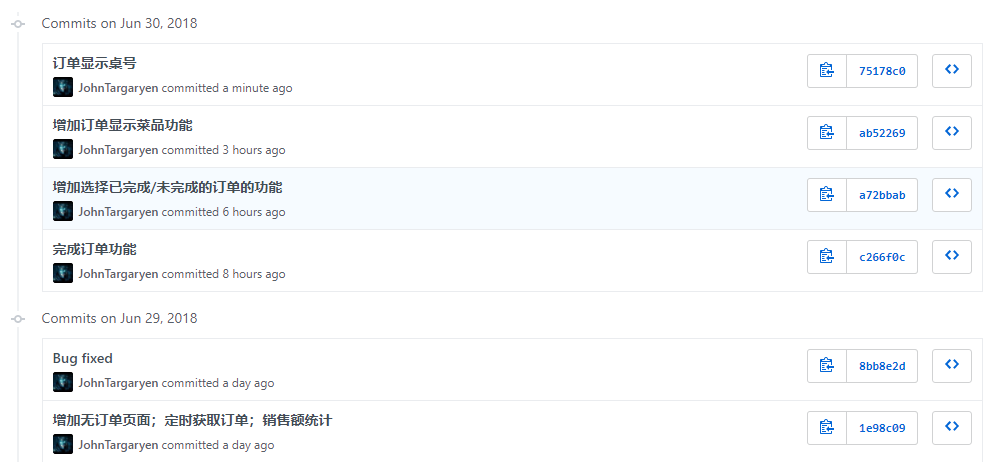 Commits on Jun 30, 2018
订单显示桌号
JohnTargaryen committed a minute ago
75178c0
增加订单显示菜品功能
JohnTargaryen committed 3 hours ago
ab52269
增加选择已完成/未完成的订单的功能
JohnTargaryen committed 6 hours ago
a72bbab
完成订单功能
JohnTargaryen committed 8 hours ago
c266f0c
Commits on Jun 29, 2018
Bug fixed
JohnTargaryen committed a day ago
8bb8e2d
增加无订单页面；定时获取订单；销售额统计
JohnTargaryen committed a day ago
1e98c09